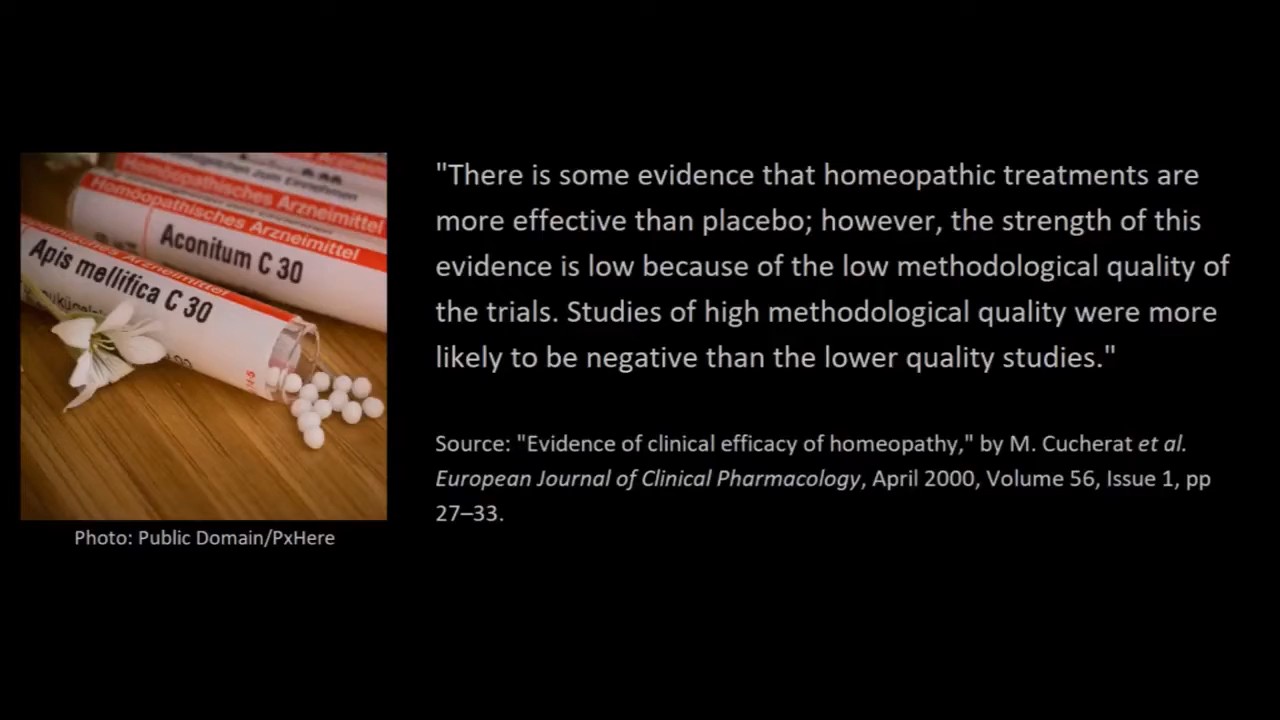 Homöopathisches Arzneimittel
Homöopathisches Arzneimittel
Aconitum C 30
Apis mellifica C 30
"There is some evidence that homeopathic treatments are
more effective than placebo; however, the strength of this
evidence is low because of the low methodological quality of
the trials. Studies of high methodological quality were more
likely to be negative than the lower quality studies."
Source: "Evidence of clinical efficacy of homeopathy," by M. Cucherat et al.
European Journal of Clinical Pharmacology, April 2000, Volume 56, Issue 1, pp
27–33.
Photo: Public Domain/PxHere